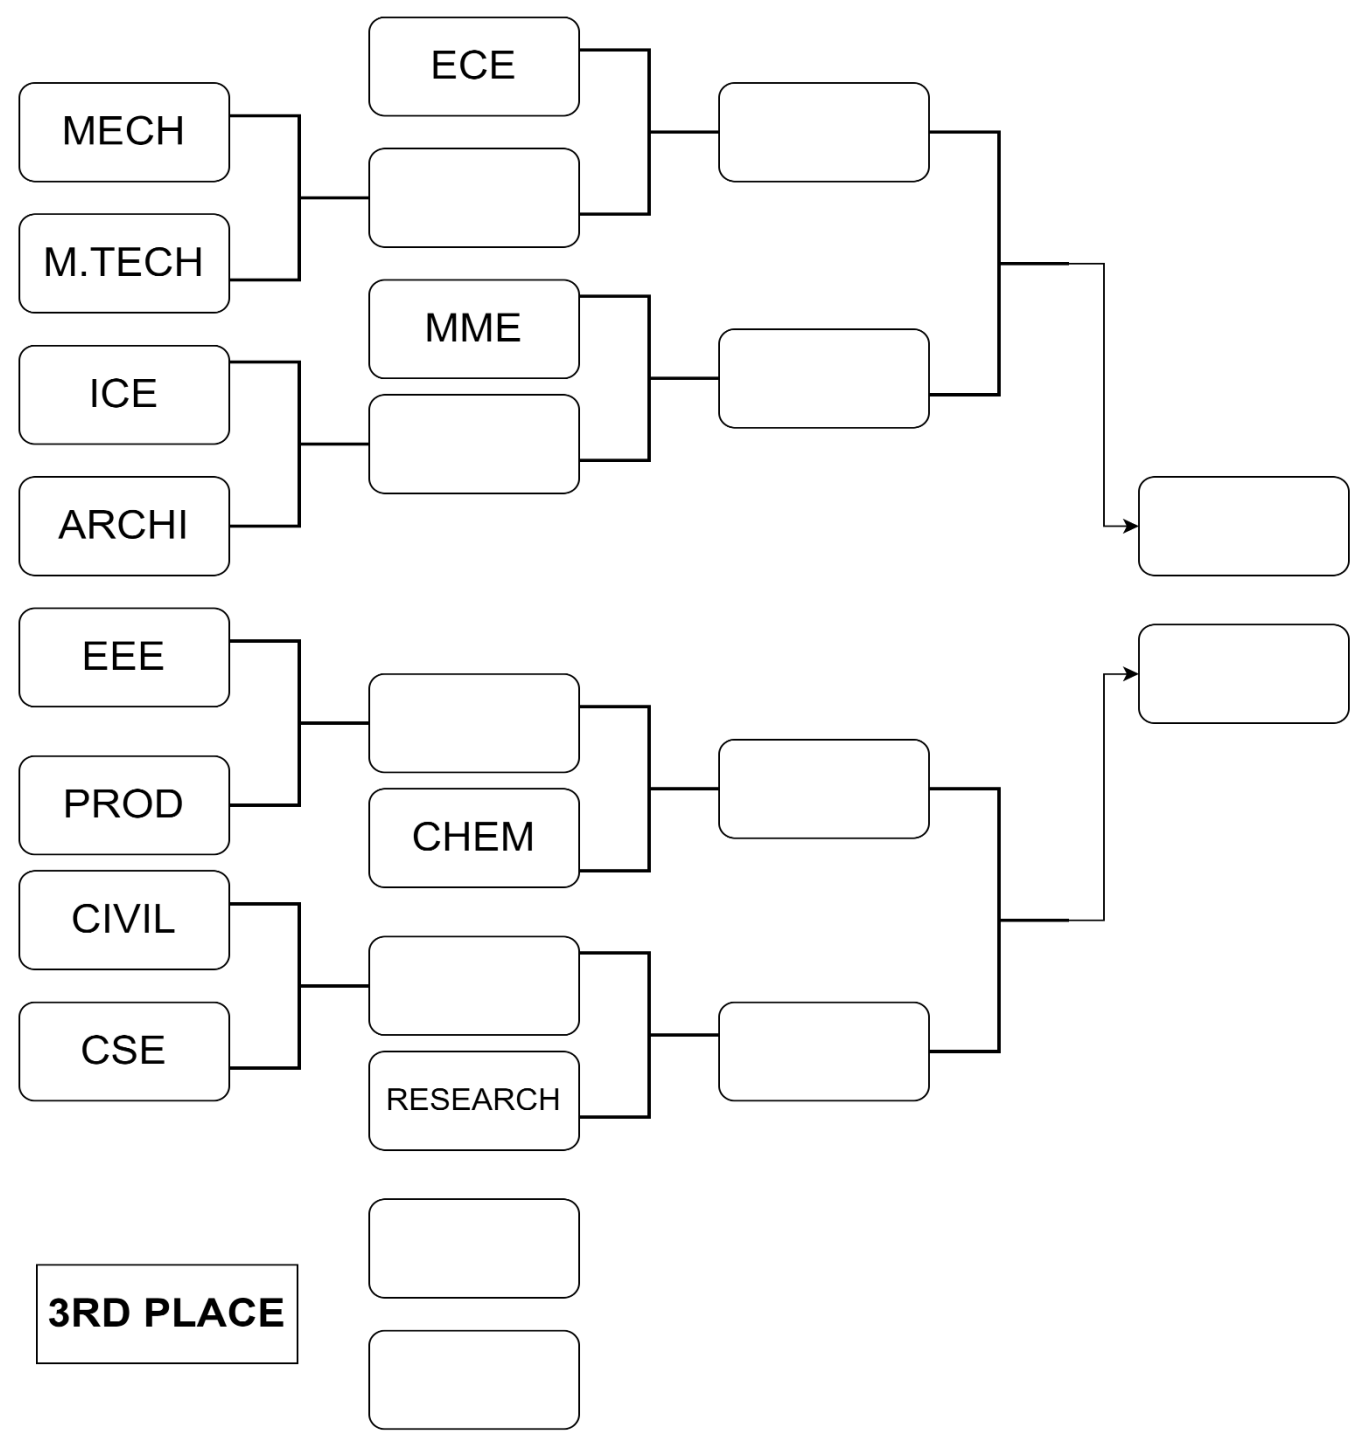 ECE
MECH
M.TECH
MME
ICE
ARCHI
EEE
PROD
CHEM
CIVIL
CSE
RESEARCH
3RD PLACE